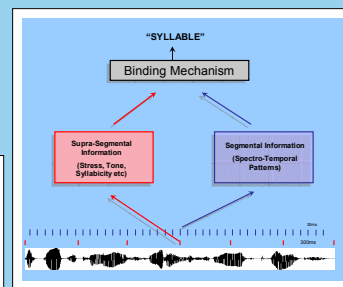 “SYLLABLE”
Binding Mechanism
Supra-Segmental
Information
(Stress, Tone,
Syllabicity etc)
Segmental Information
(Spectro-Temporal
Patterns)
30ms
300ms